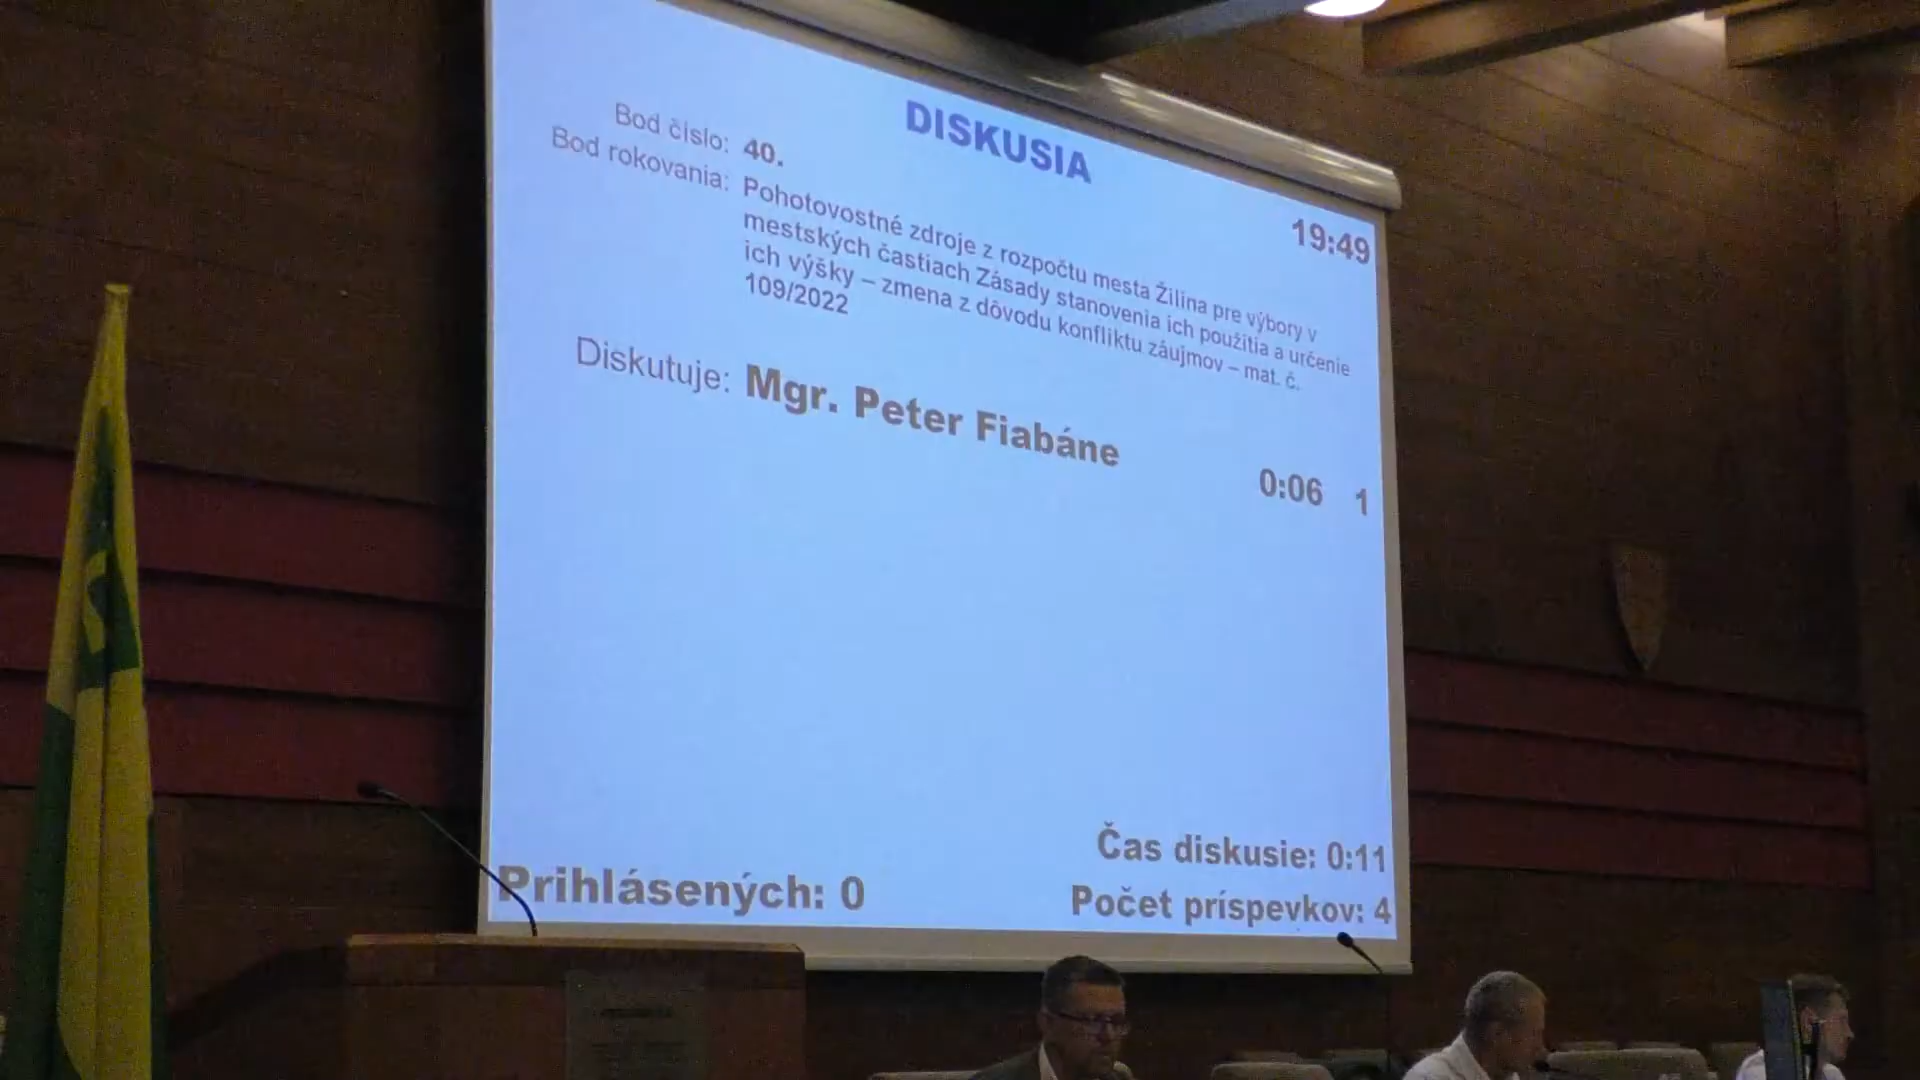 DISKUSIA
Bod číslo: 40.
19:49
Bod rokovania: Pohotovostné zdroje z rozpočtu mesta Žilina pre výbory v
mestských častiach Zásady stanovenia ich použitia a určenie
ich výšky – zmena z dôvodu konfliktu záujmov – mat. č.
109/2022
Diskutuje: Mgr. Peter Fiabáne
0:06 1
Čas diskusie: 0:11
Prihlásených: 0
Počet príspevkov: 4